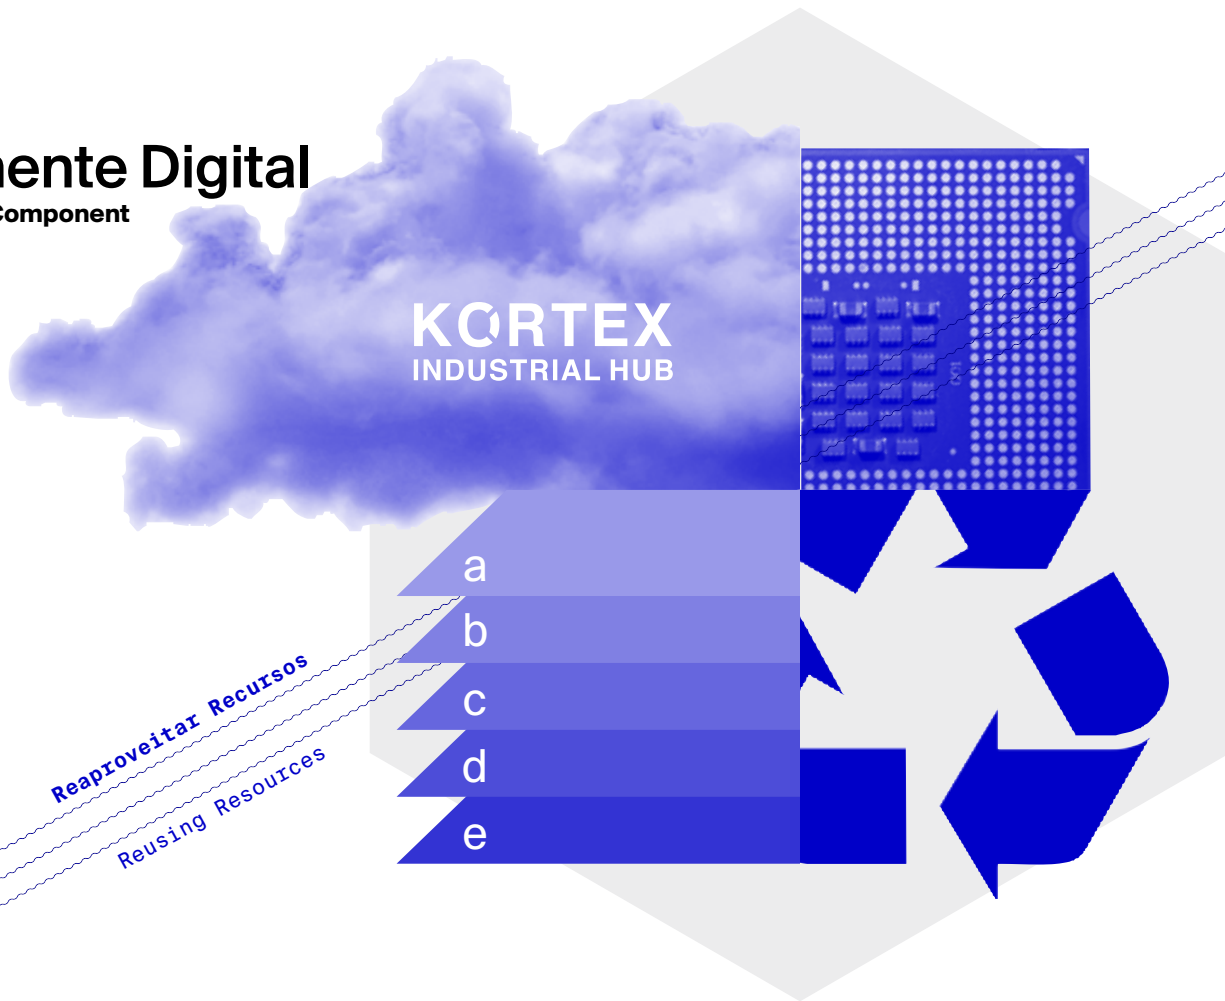 nente Digital
Component
KORTEX
INDUSTRIAL HUB
a
b
c
d
e
Reaproveitar Recursos
Reusing Resources